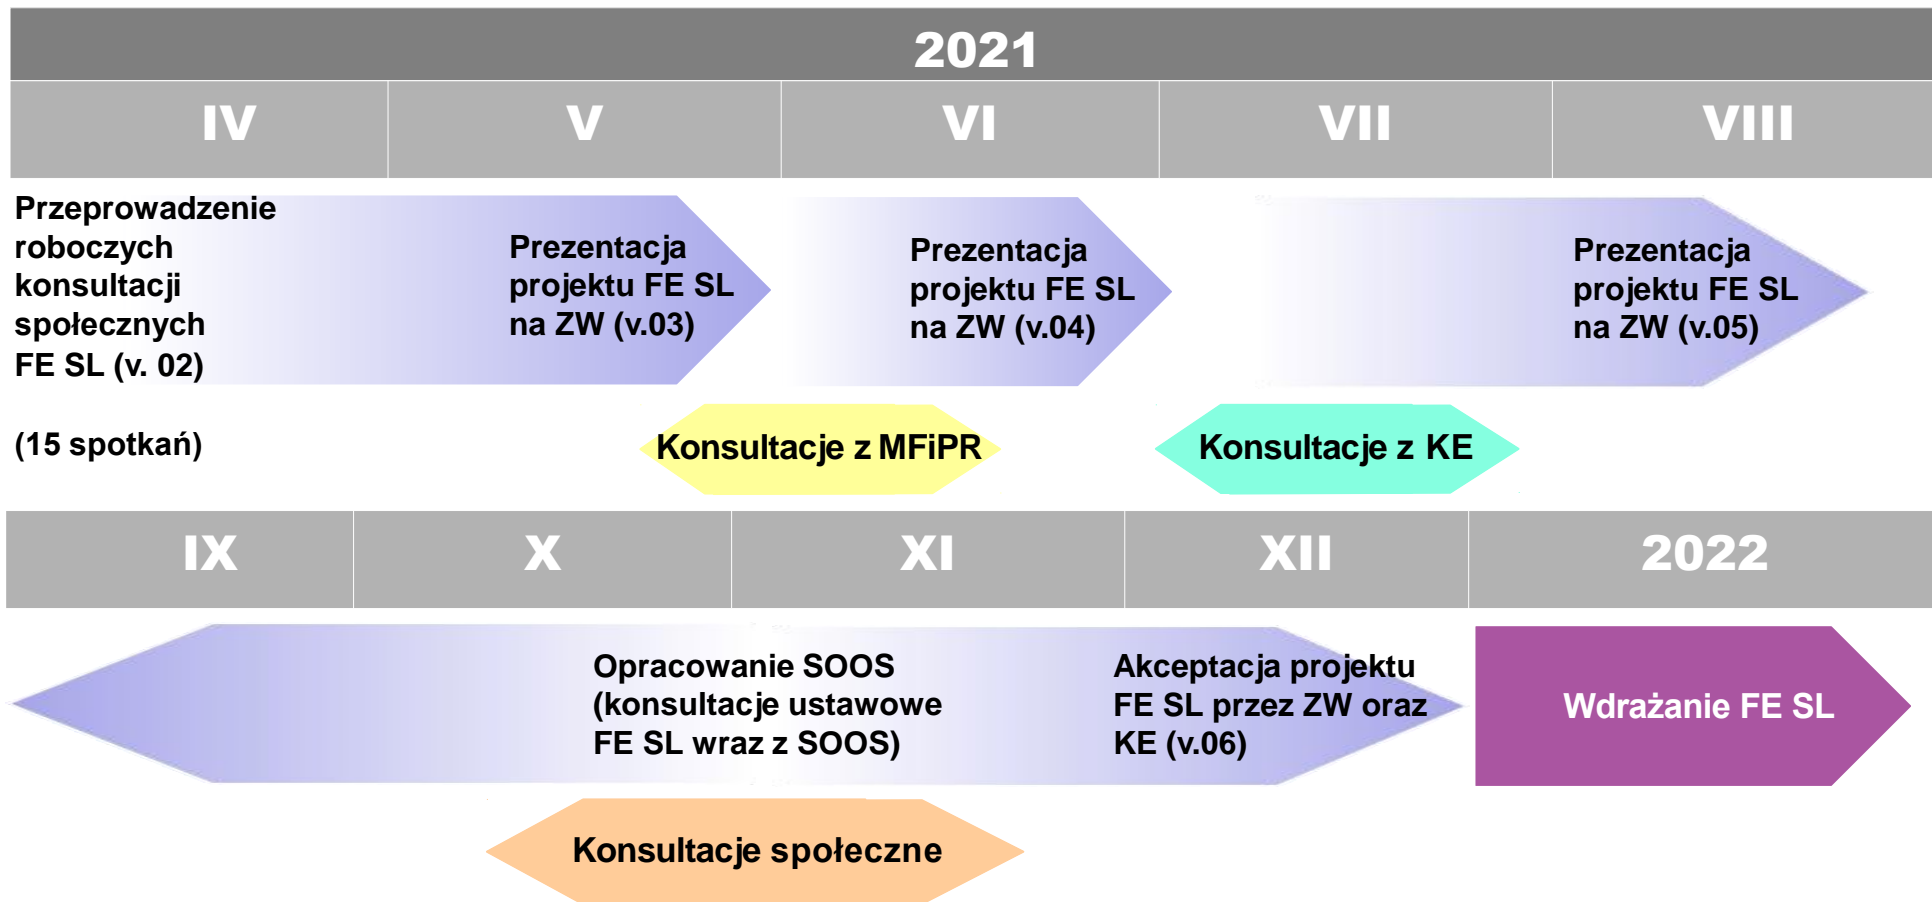 2021
IV V VI VII VIII
Przeprowadzenie
roboczych
konsultacji
społecznych
FE SL (v. 02)
(15 spotkań)
Prezentacja
projektu FE SL
na ZW (v.03)
Prezentacja
projektu FE SL
na ZW (v.04)
Prezentacja
projektu FE SL
na ZW (v.05)
Konsultacje z MFiPR
Konsultacje z KE
IX X XI XII 2022
Opracowanie SOOS
(konsultacje ustawowe
FE SL wraz z SOOS)
Akceptacja projektu
FE SL przez ZW oraz
KE (v.06)
Wdrażanie FE SL
Konsultacje społeczne